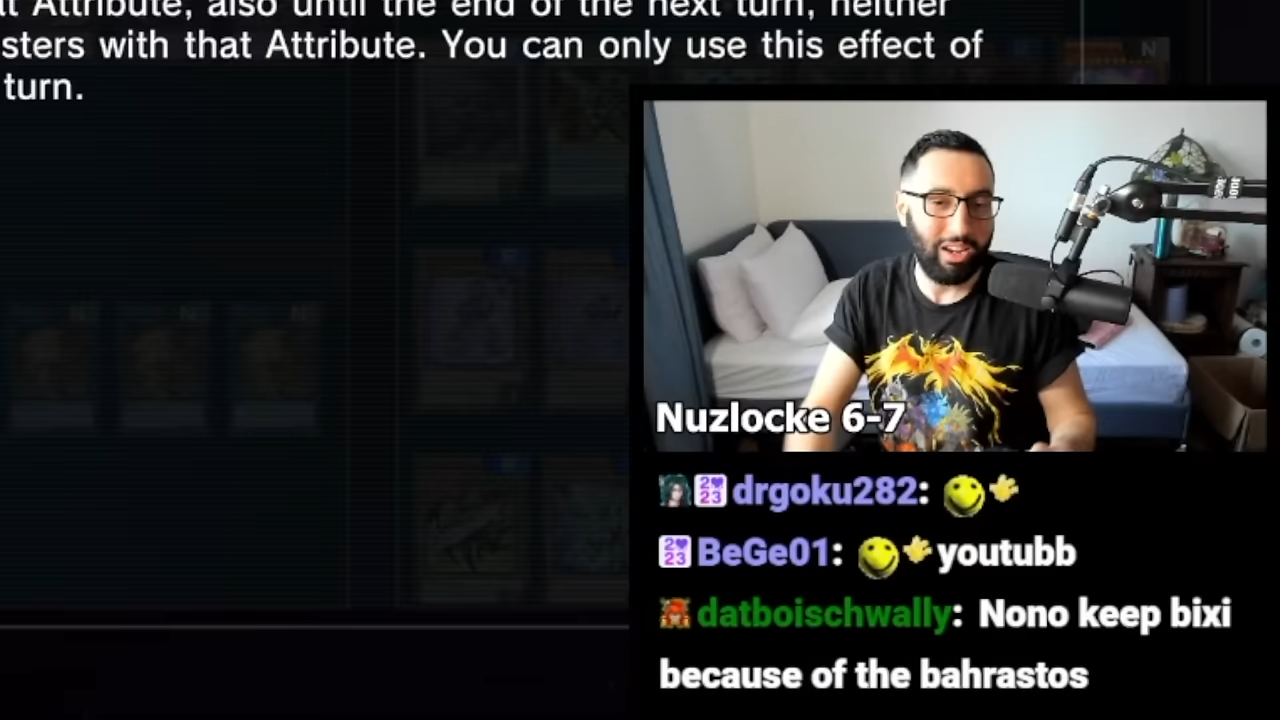 t Attribute, also until the end of the next turn, neither
sters with that Attribute. You can only use this effect of
turn.
N
Nuzlocke 6-7
drgoku282:
BeGe01: youtubb
datboischwally: Nono keep bixi
because of the bahrastos